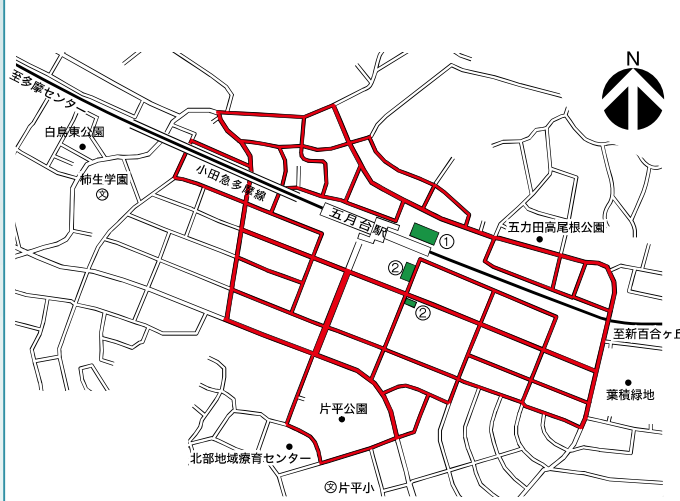 N
至多摩センター
白鳥東公園
柿生学園
文
小田急多摩線
五月台駅
①
五力田高尾根公園
②
②
至新百合ヶ丘
葉積緑地
片平公園
北部地域療育センター
文片平小